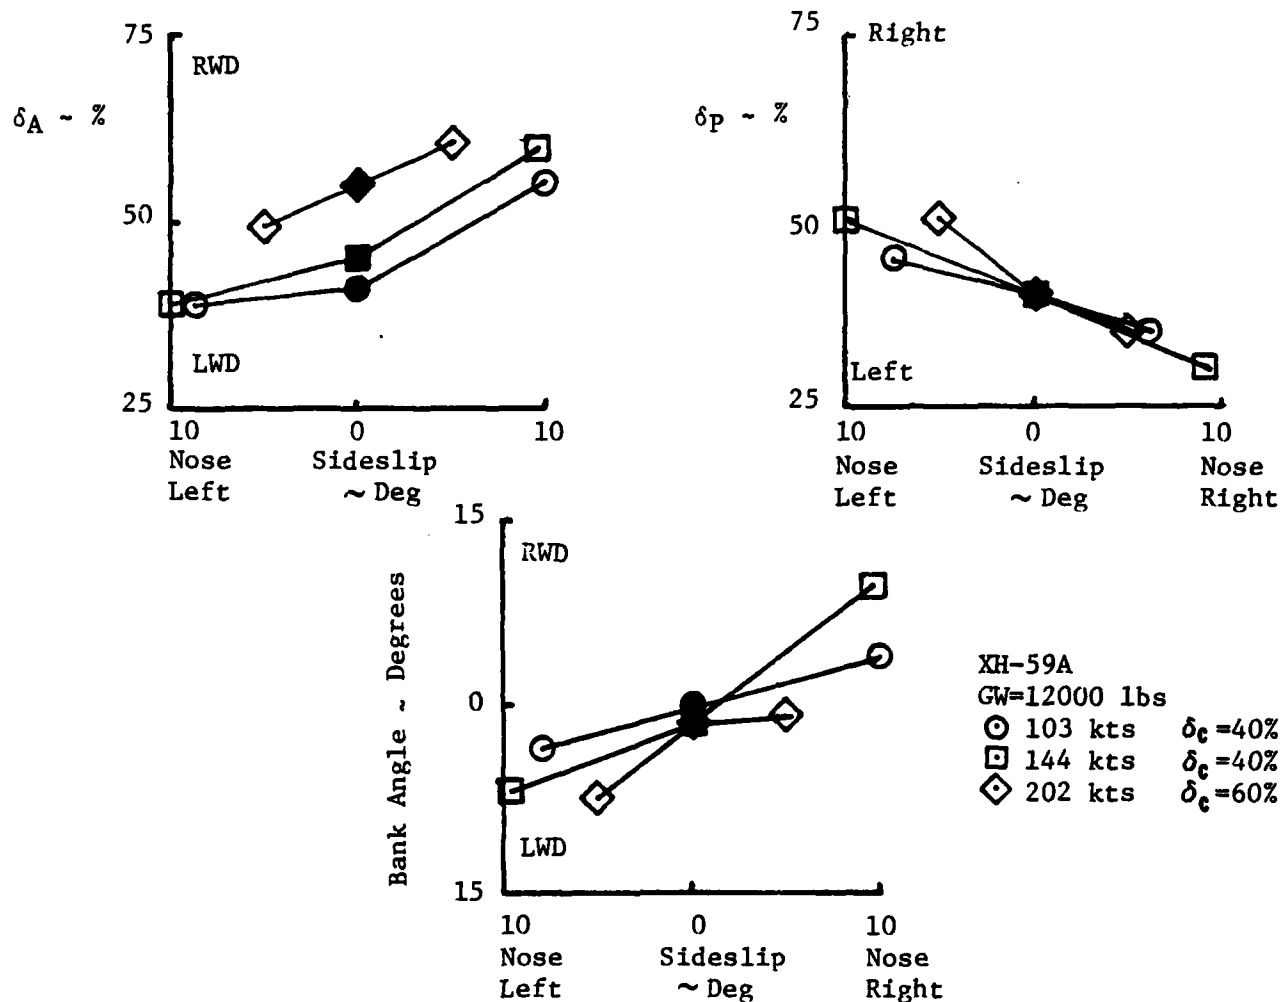 75
RWD
δA ~ %
50
LWD
25
10 0 10
Nose Sideslip
Left ~ Deg
75
Right
δP ~ %
50
Left
25
10 0 10
Nose Sideslip Nose
Left ~ Deg Right
15
RWD
Bank Angle ~ Degrees
0
LWD
15
10 0 10
Nose Sideslip Nose
Left ~ Deg Right
XH-59A
GW=12000 lbs
103 kts δc=40%
144 kts δc=40%
202 kts δc=60%